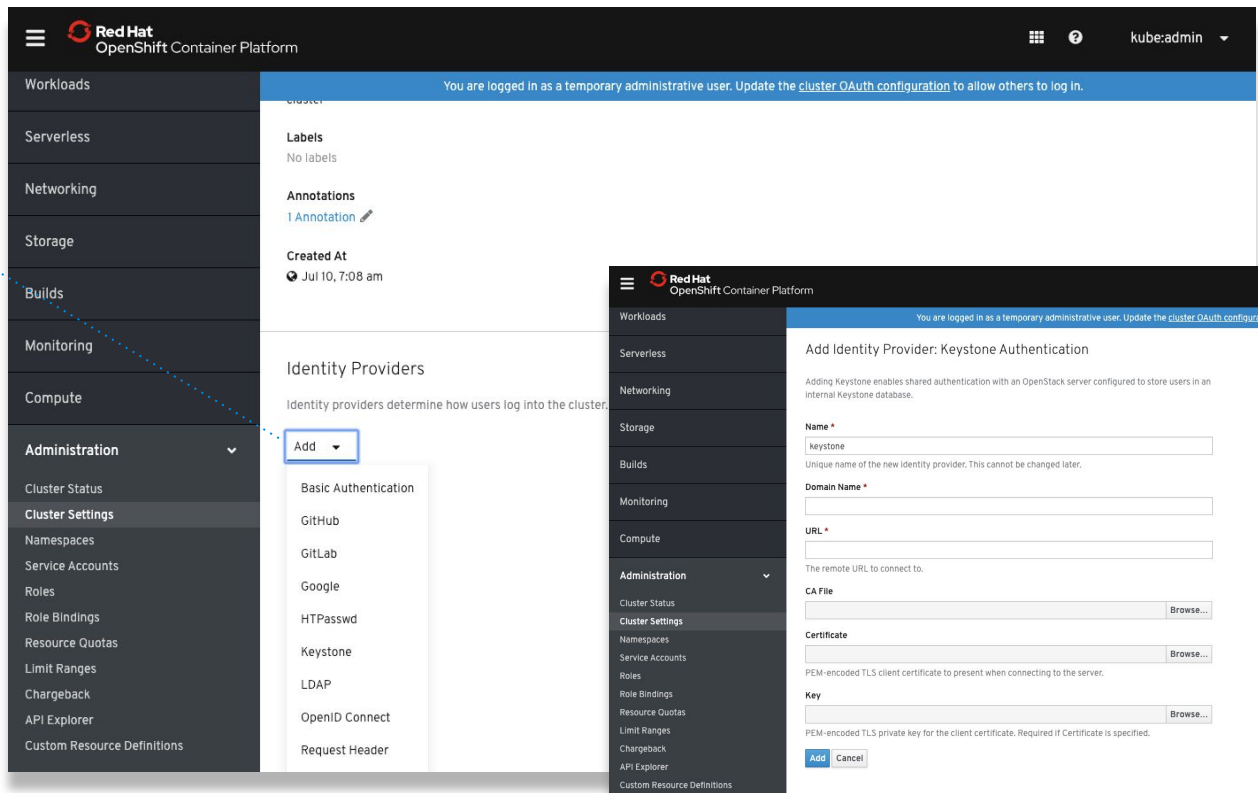 Red Hat
OpenShift Container Platform
kube:admin
Workloads
Serverless
Networking
Storage
Builds
Monitoring
Compute
Administration
Cluster Status
Cluster Settings
Namespaces
Service Accounts
Roles
Role Bindings
Resource Quotas
Limit Ranges
Chargeback
API Explorer
Custom Resource Definitions
You are logged in as a temporary administrative user. Update the cluster OAuth configuration to allow others to log in.
cluster
Labels
No labels
Annotations
1 Annotation
Created At
Jul 10, 7:08 am
Identity Providers
Identity providers determine how users log into the cluster.
Add
Basic Authentication
GitHub
GitLab
Google
HTPasswd
Keystone
LDAP
OpenID Connect
Request Header
Red Hat
OpenShift Container Platform
Workloads
Serverless
Networking
Storage
Builds
Monitoring
Compute
Administration
Cluster Status
Cluster Settings
Namespaces
Service Accounts
Roles
Role Bindings
Resource Quotas
Limit Ranges
Chargeback
API Explorer
Custom Resource Definitions
You are logged in as a temporary administrative user. Update the cluster OAuth configura
Add Identity Provider: Keystone Authentication
Adding Keystone enables shared authentication with an OpenStack server configured to store users in an
internal Keystone database.
Name *
keystone
Unique name of the new identity provider. This cannot be changed later.
Domain Name *
URL *
The remote URL to connect to.
CA File
Browse...
Certificate
Browse...
PEM-encoded TLS client certificate to present when connecting to the server.
Key
Browse...
PEM-encoded TLS private key for the client certificate. Required if Certificate is specified.
Add Cancel